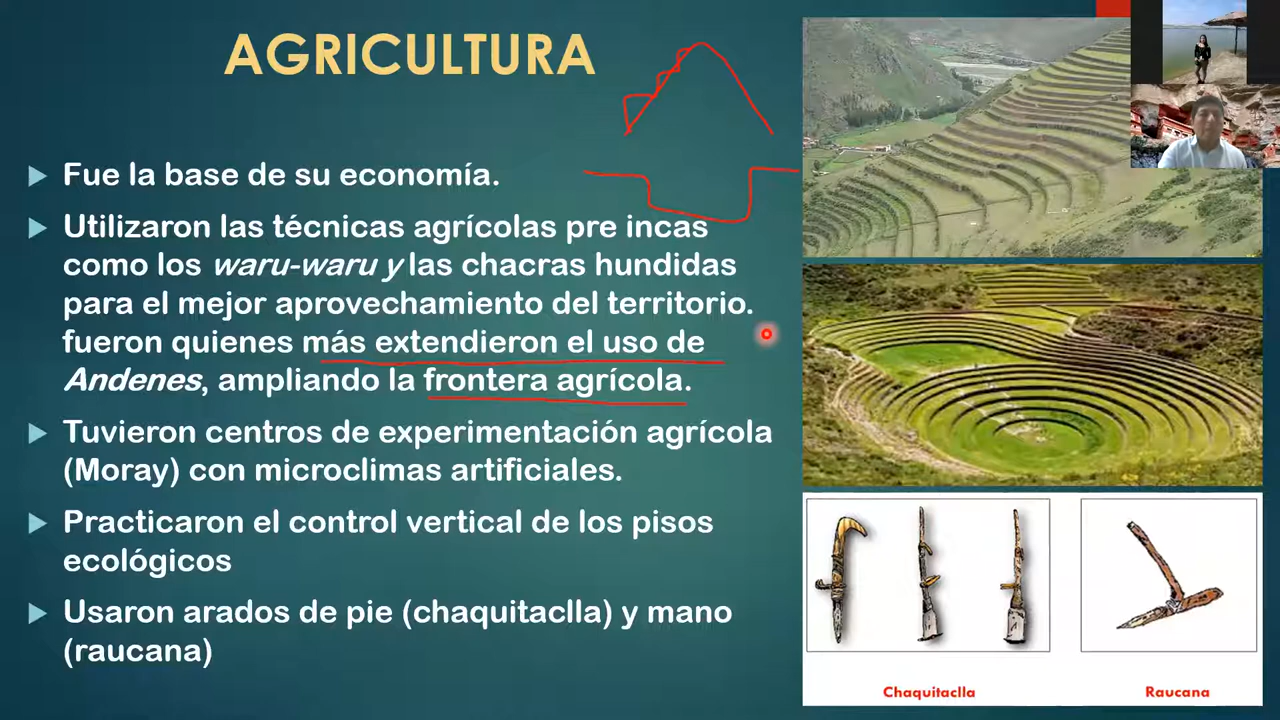 AGRICULTURA
Fue la base de su economía.
Utilizaron las técnicas agrícolas pre incas
como los waru-waru y las chacras hundidas
para el mejor aprovechamiento del territorio.
fueron quienes más extendieron el uso de
Andenes, ampliando la frontera agrícola.
Tuvieron centros de experimentación agrícola
(Moray) con microclimas artificiales.
Practicaron el control vertical de los pisos
ecológicos
Usaron arados de pie (chaquitaclla) y mano
(raucana)
Chaquitaclla
Raucana